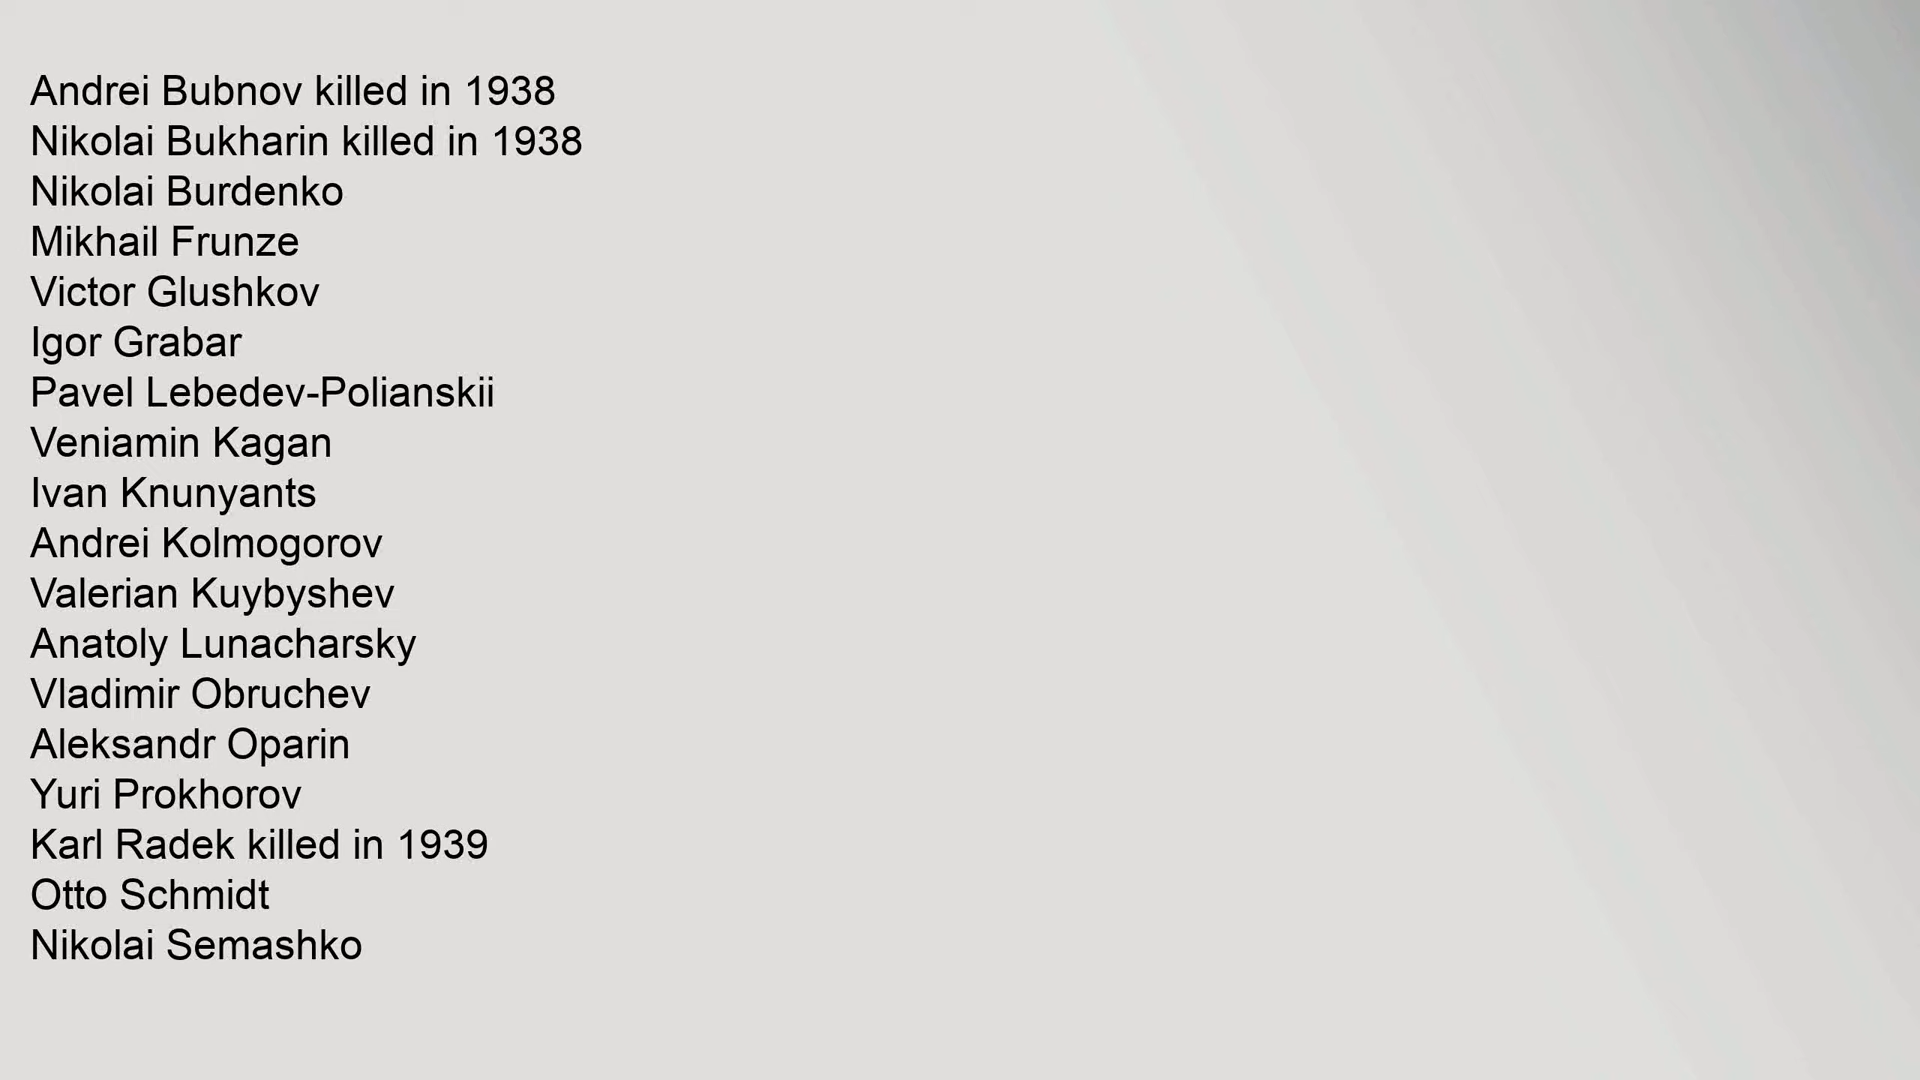 Andrei Bubnov killed in 1938
Nikolai Bukharin killed in 1938
Nikolai Burdenko
Mikhail Frunze
Victor Glushkov
Igor Grabar
Pavel Lebedev-Polianskii
Veniamin Kagan
Ivan Knunyants
Andrei Kolmogorov
Valerian Kuybyshev
Anatoly Lunacharsky
Vladimir Obruchev
Aleksandr Oparin
Yuri Prokhorov
Karl Radek killed in 1939
Otto Schmidt
Nikolai Semashko